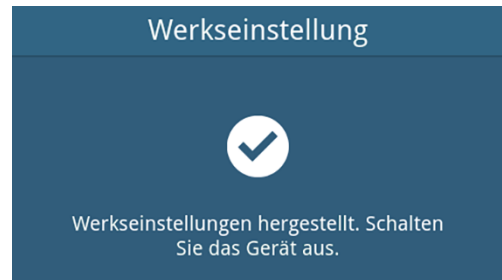 Werkseinstellung
Werkseinstellungen hergestellt. Schalten
Sie das Gerät aus.